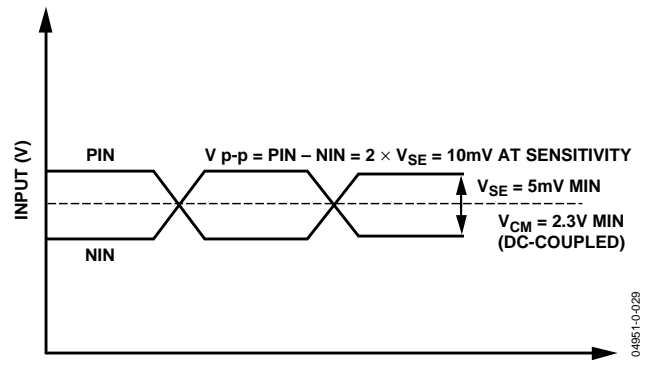 INPUT (V)
PIN
V p-p = PIN – NIN = 2 × VSE = 10mV AT SENSITIVITY
VSE = 5mV MIN
VCM = 2.3V MIN
(DC-COUPLED)
NIN
04951-0-029